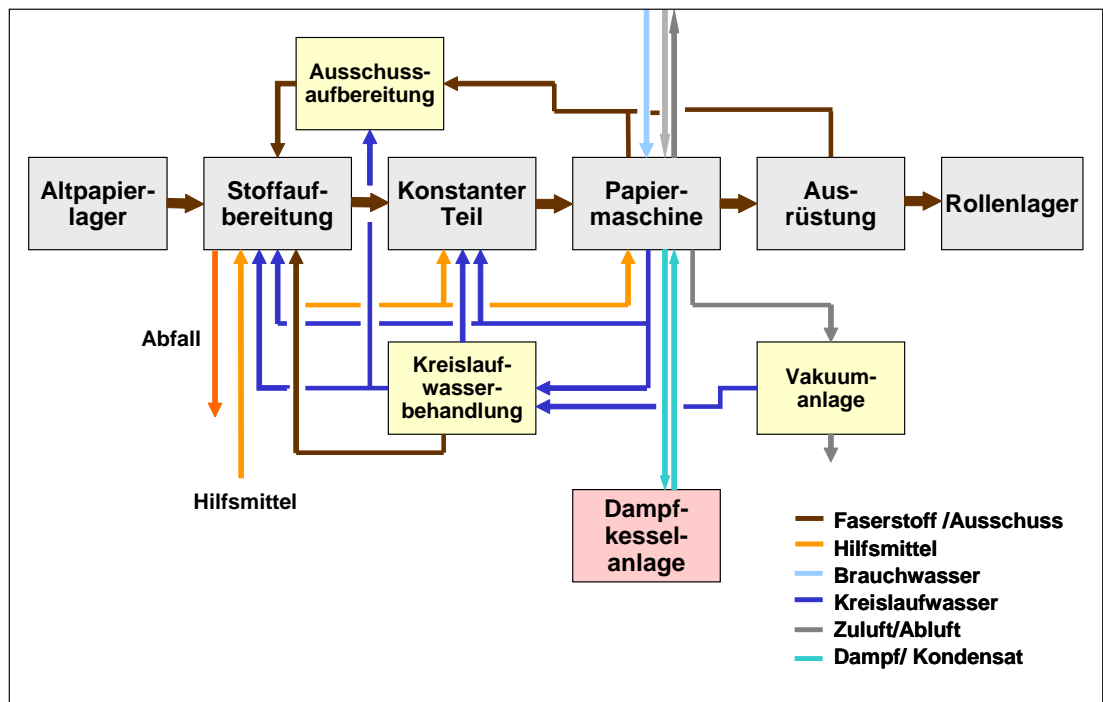 Ausschuss-
aufbereitung
Altpapier-
lager
Stoffauf-
bereitung
Konstanter
Teil
Papier-
maschine
Aus-
rüstung
Rollenlager
Abfall
Kreislauf-
wasser-
behandlung
Vakuum-
anlage
Hilfsmittel
Dampf-
kessel-
anlage
Faserstoff /Ausschuss
Hilfsmittel
Brauchwasser
Kreislaufwasser
Zuluft/Abluft
Dampf/ Kondensat